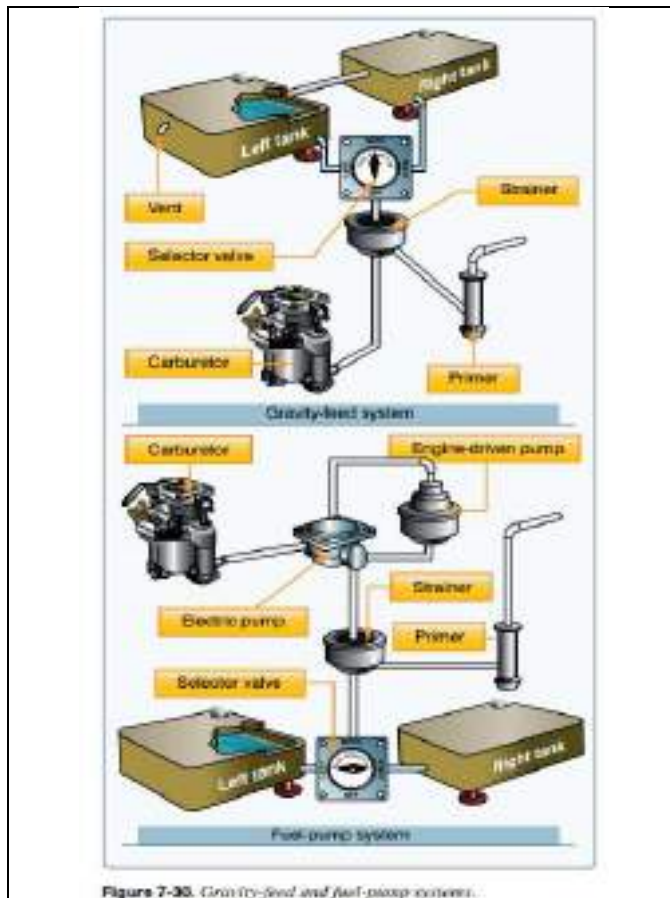 Right tank
Left tank
Strainer
Vent
Selector valve
Carburetor
Primer
Gravity-feed system
Carburetor
Engine-driven pump
Strainer
Electric pump
Primer
Selector valve
Left tank
Right tank
Fuel-pump system
Figure 7-30. Gravity-feed and fuel-pump systems.